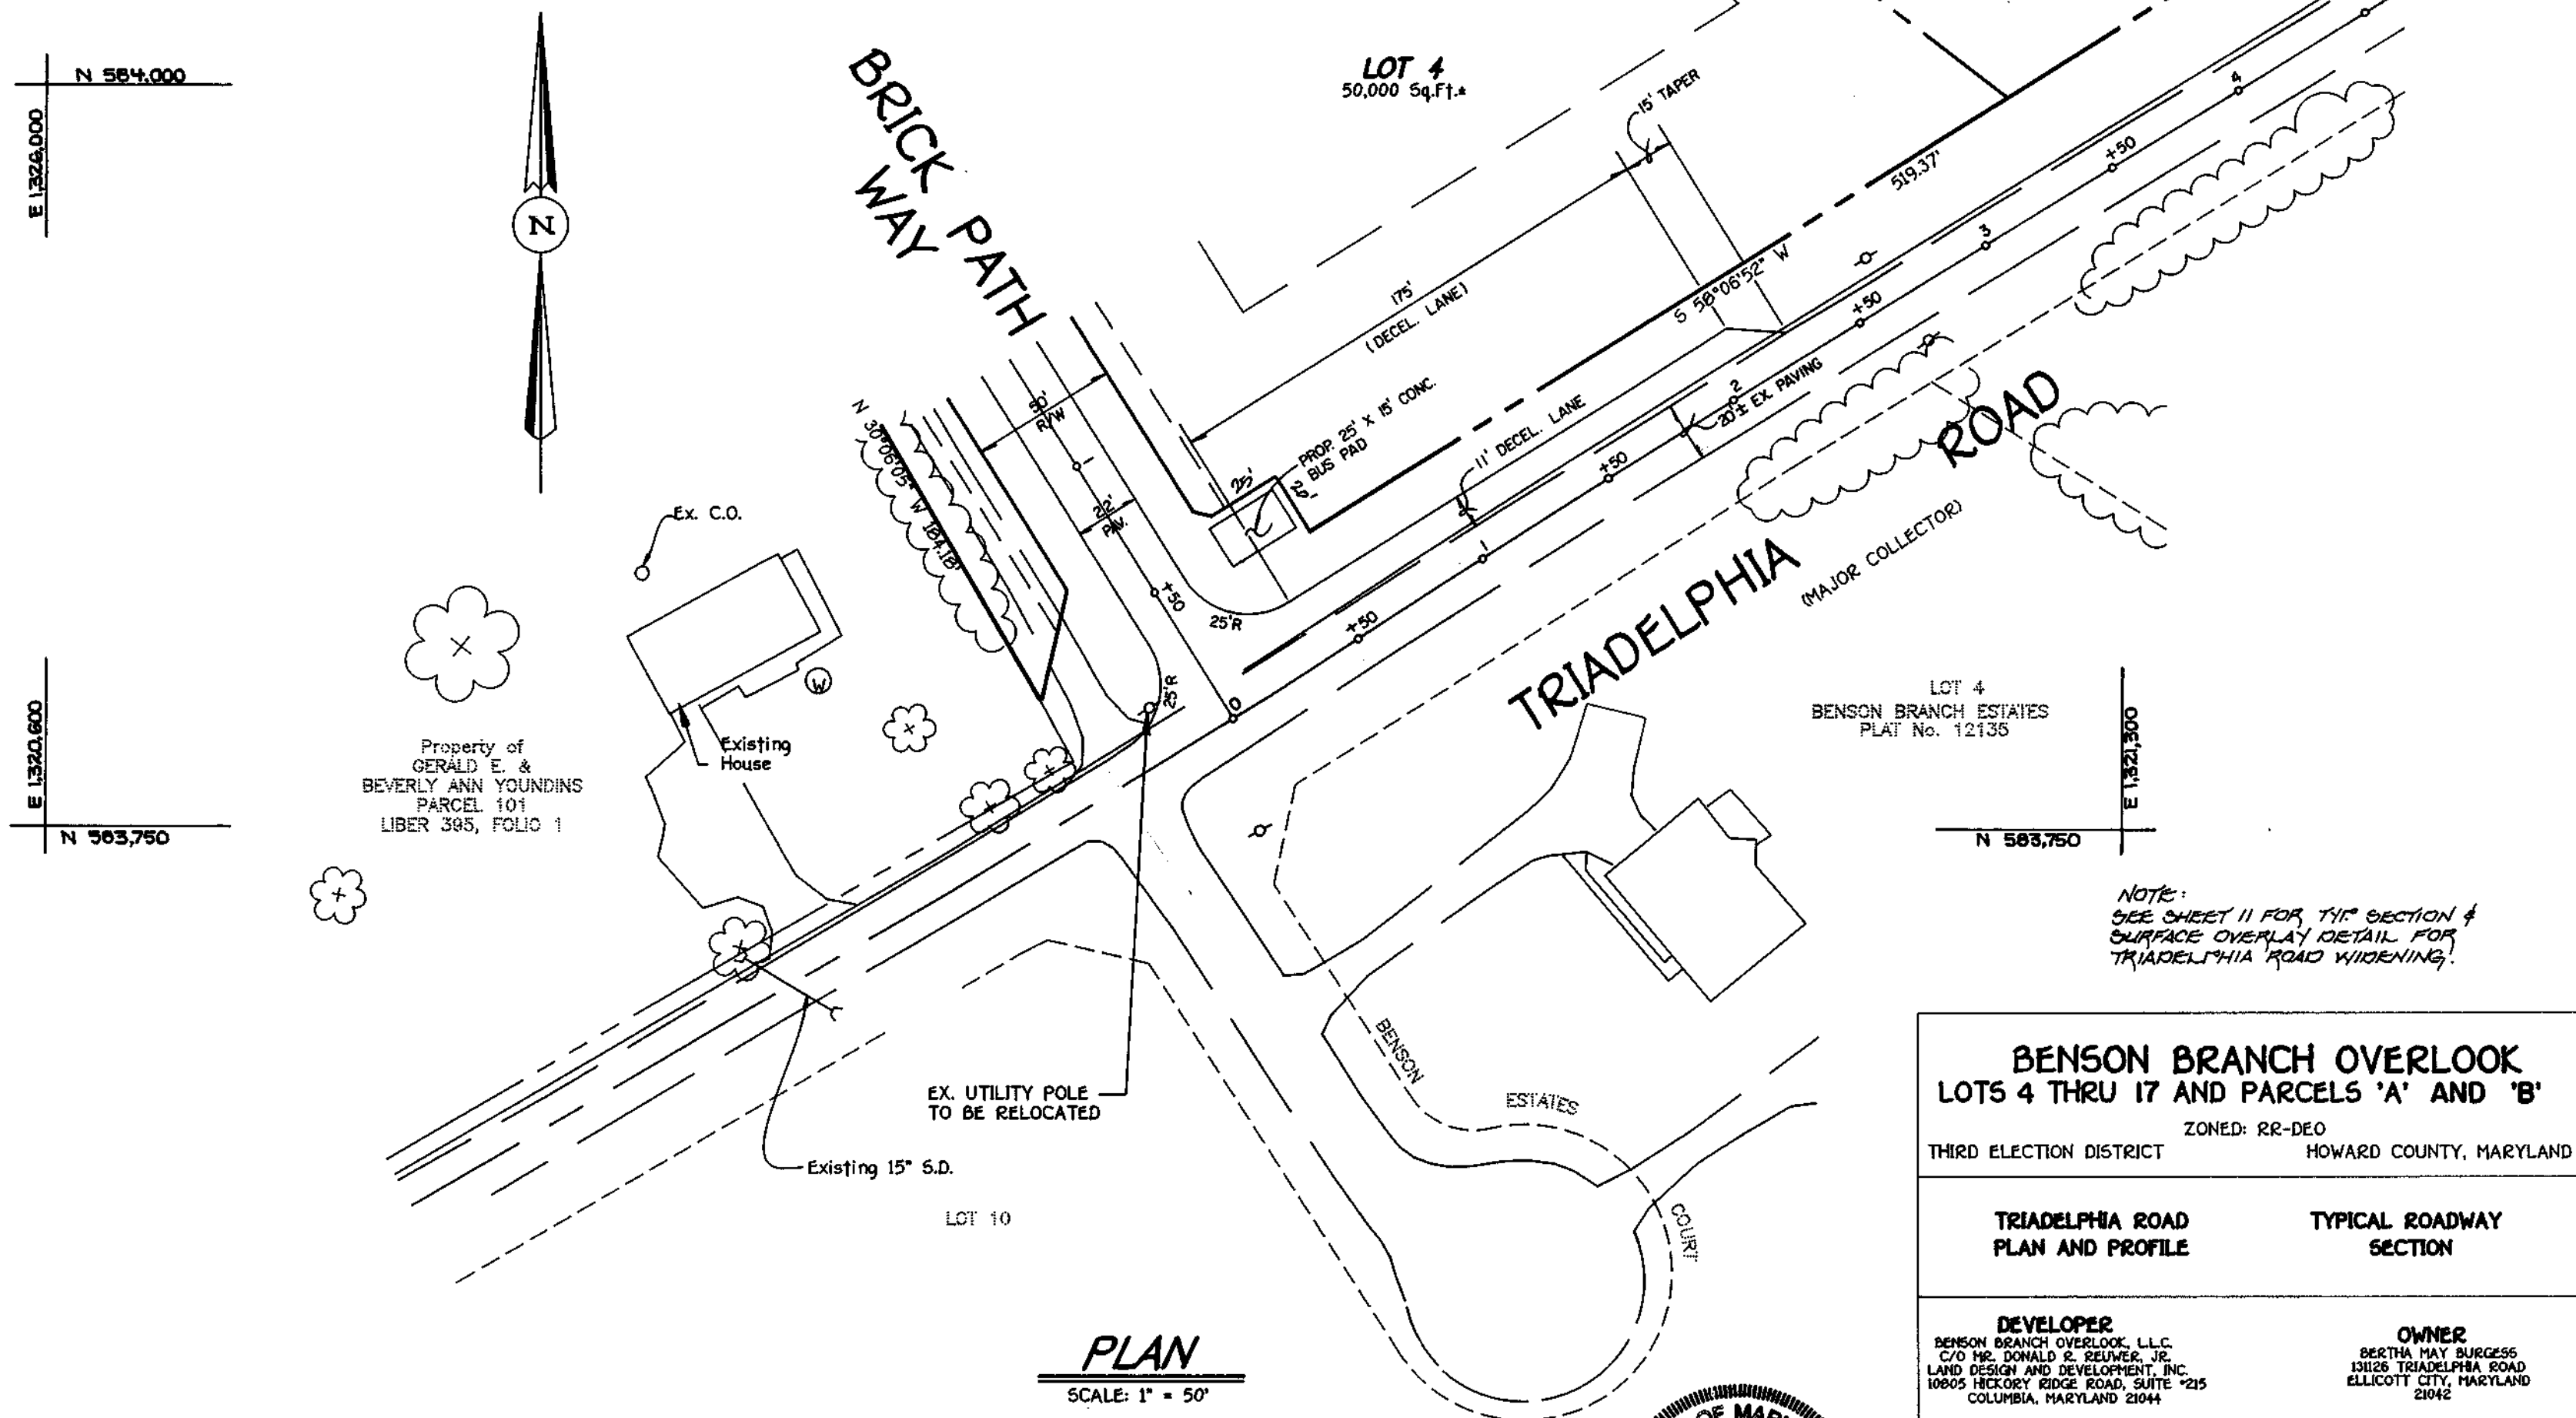 N 584,000
E 1,326,000
N
BRICK PATH
WAY
LOT 4
50,000 Sq.Ft.±
15' TAPER
519.37'
175'
(DECEL. LANE)
S 58°06'52" W
4
+50
3
+50
2
20'± EX. PAVING
+50
1
+50
0
11' DECEL. LANE
PROP. 25' X 15' CONC.
BUS PAD
25'
20'
50'
R/W
22'
PAV.
+50
25'R
25'R
N 30°06'05" W 184.18'
TRIADELPHIA ROAD
(MAJOR COLLECTOR)
Ex. C.O.
W
Existing
House
Property of
GERALD E. &
BEVERLY ANN YOUNDINS
PARCEL 101
LIBER 395, FOLIO 1
E 1,320,600
N 583,750
LOT 4
BENSON BRANCH ESTATES
PLAT No. 12135
E 1,321,300
N 583,750
NOTE:
SEE SHEET 11 FOR TYP. SECTION &
SURFACE OVERLAY DETAIL FOR
TRIADELPHIA ROAD WIDENING.
EX. UTILITY POLE
TO BE RELOCATED
Existing 15" S.D.
LOT 10
BENSON
ESTATES
COURT
PLAN
SCALE: 1" = 50'
OF MAR
BENSON BRANCH OVERLOOK
LOTS 4 THRU 17 AND PARCELS 'A' AND 'B'
ZONED: RR-DEO
THIRD ELECTION DISTRICT HOWARD COUNTY, MARYLAND
TRIADELPHIA ROAD
PLAN AND PROFILE
TYPICAL ROADWAY
SECTION
DEVELOPER
BENSON BRANCH OVERLOOK, L.L.C.
C/O MR. DONALD R. REUWER, JR.
LAND DESIGN AND DEVELOPMENT, INC.
10805 HICKORY RIDGE ROAD, SUITE #215
COLUMBIA, MARYLAND 21044
OWNER
BERTHA MAY BURGESS
131126 TRIADELPHIA ROAD
ELLICOTT CITY, MARYLAND
21042